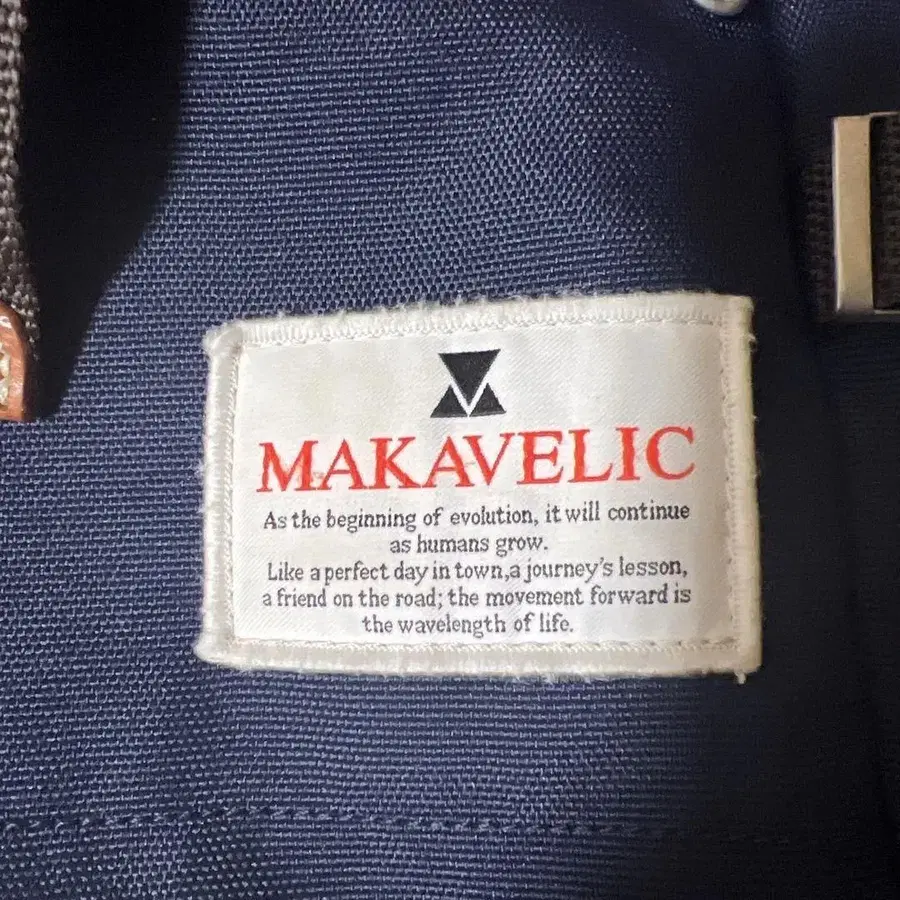 MAKAVELIC
As the beginning of evolution, it will continue
as humans grow.
Like a perfect day in town,a journey's lesson,
a friend on the road; the movement forward is
the wavelength of life.